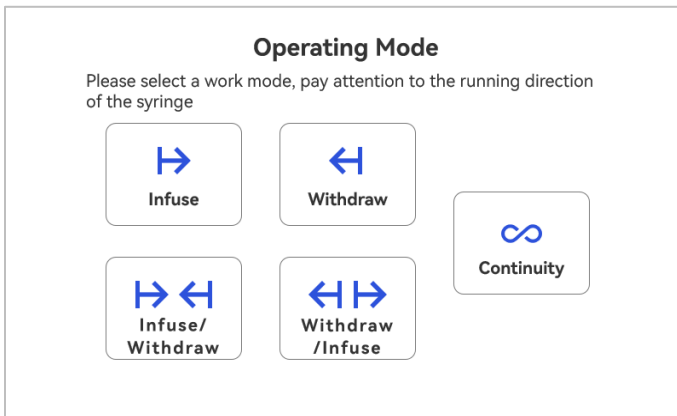 Operating Mode
Please select a work mode, pay attention to the running direction
of the syringe
Infuse
Withdraw
Continuity
Infuse/
Withdraw
Withdraw
/Infuse